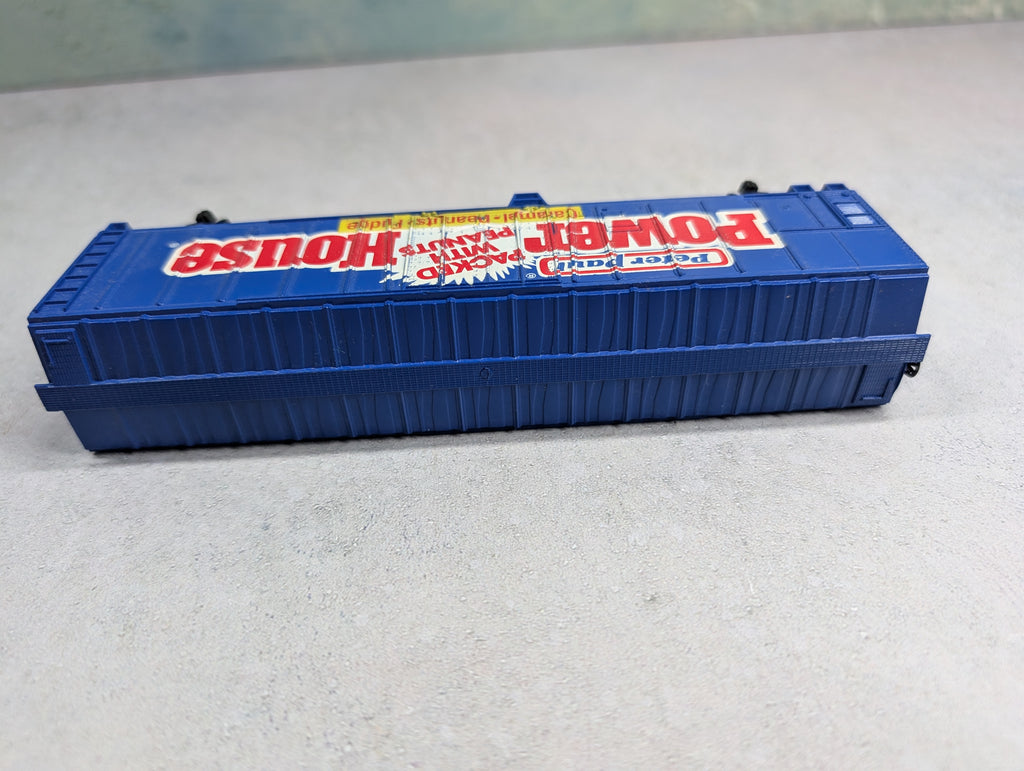 Peter Paul
Power House
PACKED
WITH
PEANUTS
Caramel • Peanuts • Fudge